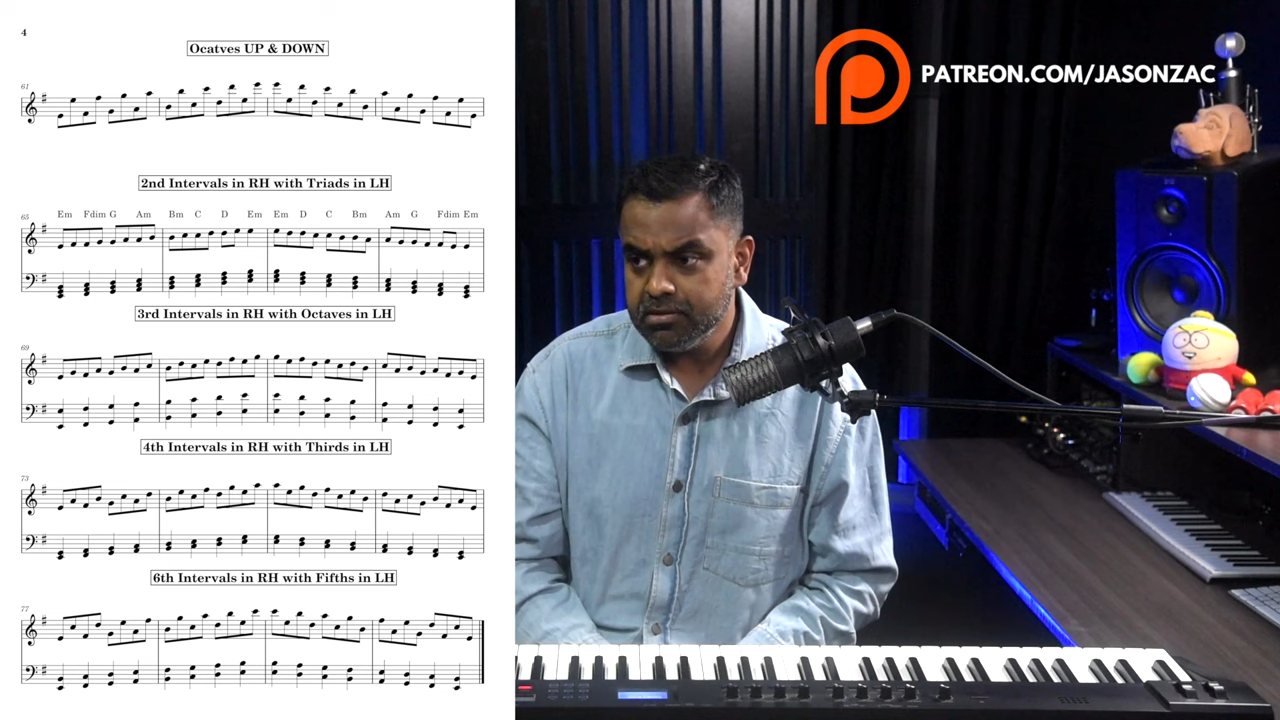 4
Ocatves UP & DOWN
61
2nd Intervals in RH with Triads in LH
65
Em Fdim G Am Bm C D Em Em D C Bm Am G Fdim Em
3rd Intervals in RH with Octaves in LH
69
4th Intervals in RH with Thirds in LH
73
6th Intervals in RH with Fifths in LH
77
PATREON.COM/JASONZAC